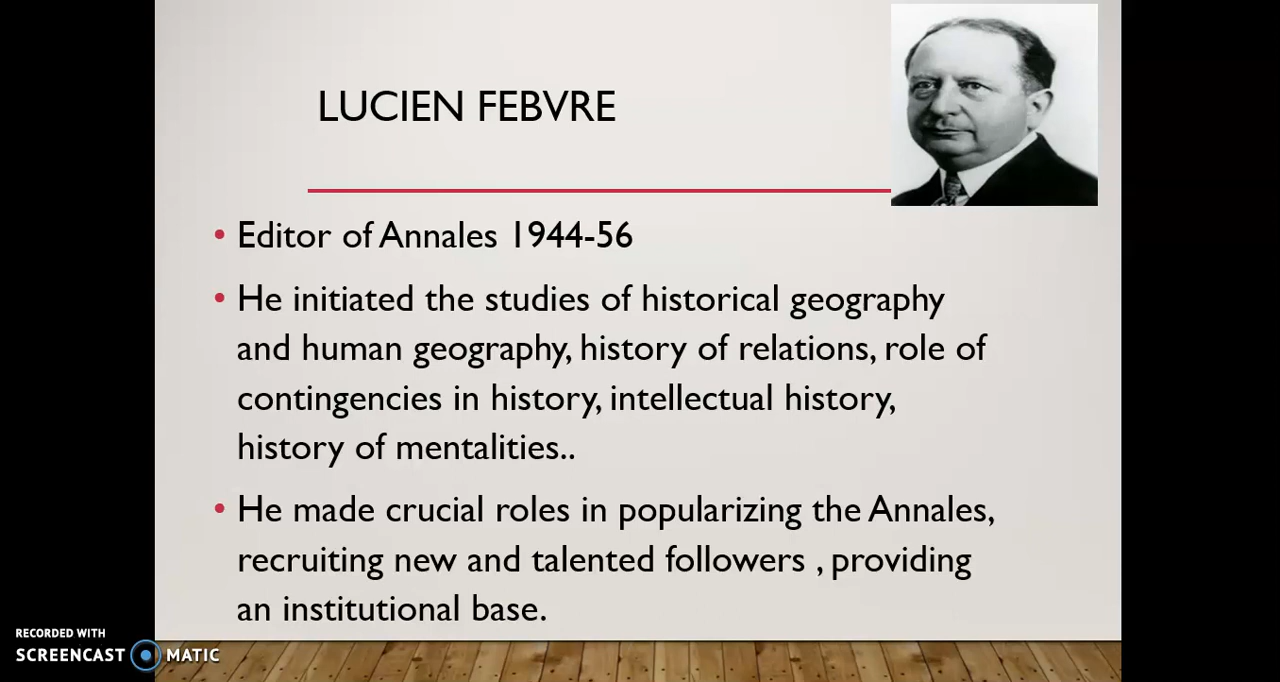 LUCIEN FEBVRE
• Editor of Annales 1944-56
• He initiated the studies of historical geography
and human geography, history of relations, role of
contingencies in history, intellectual history,
history of mentalities..
• He made crucial roles in popularizing the Annales,
recruiting new and talented followers , providing
an institutional base.
RECORDED WITH
SCREENCAST MATIC